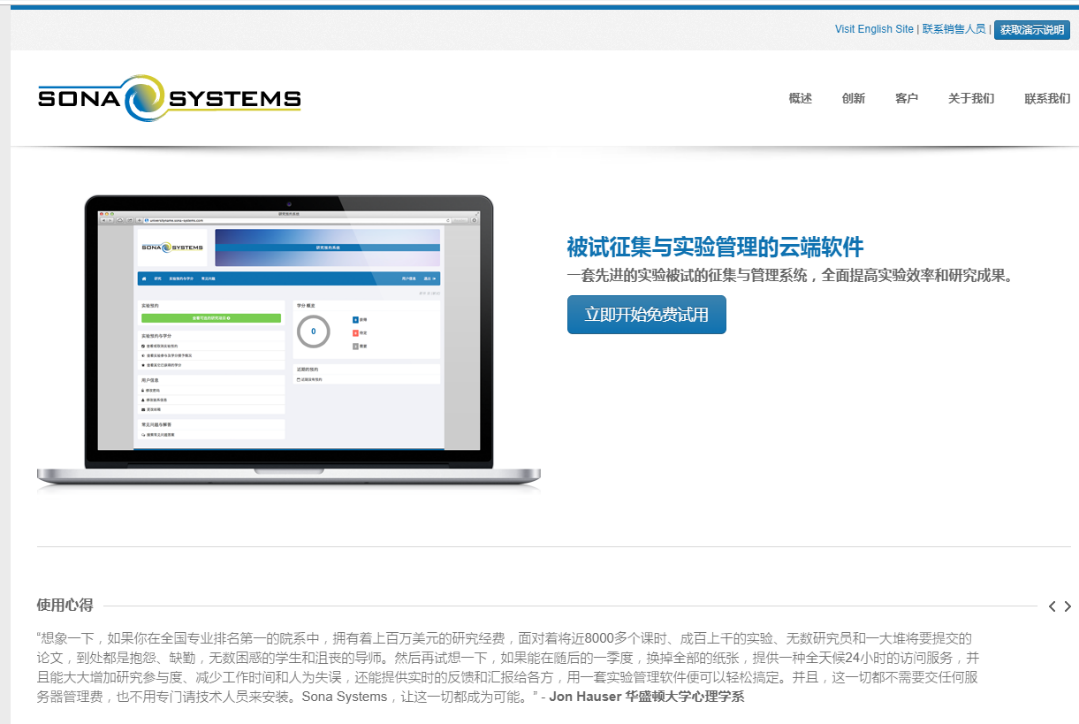 Visit English Site | 联系销售人员 | 获取演示说明
SONA SYSTEMS
概述 创新 客户 关于我们 联系我们
SONA SYSTEMS
被试征集与实验管理的云端软件
一套先进的实验被试的征集与管理系统，全面提高实验效率和研究成果。
立即开始免费试用
0
使用心得
“想象一下，如果你在全国专业排名第一的院系中，拥有着上百万美元的研究经费，面对着将近8000多个课时、成百上千的实验、无数研究员和一大堆将要提交的
论文，到处都是抱怨、缺勤，无数困惑的学生和沮丧的导师。然后再试想一下，如果能在随后的一季度，换掉全部的纸张，提供一种全天候24小时的访问服务，并
且能大大增加研究参与度、减少工作时间和人为失误，还能提供实时的反馈和汇报给各方，用一套实验管理软件便可以轻松搞定。并且，这一切都不需要交任何服
务器管理费，也不用专门请技术人员来安装。Sona Systems，让这一切都成为可能。” - Jon Hauser 华盛顿大学心理学系